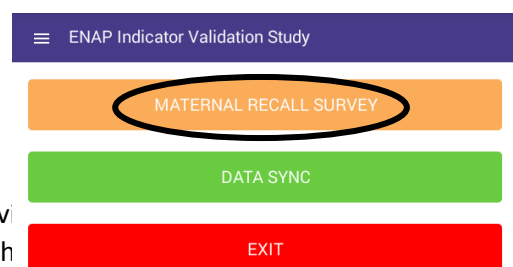 ENAP Indicator Validation Study
MATERNAL RECALL SURVEY
DATA SYNC
EXIT